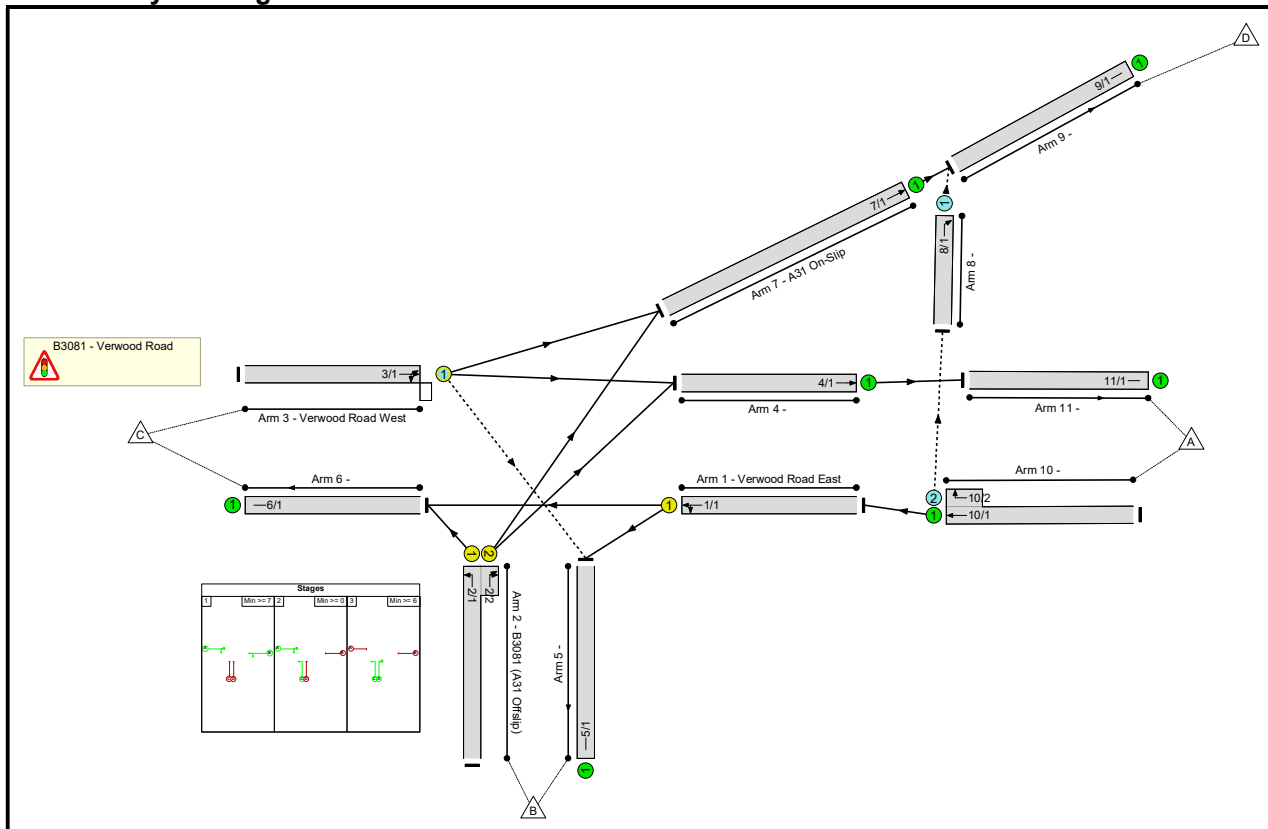 D
1
9/1
Arm 9 -
1
7/1
Arm 7 - A31 On-Slip
1
8/1
Arm 8 -
B3081 - Verwood Road
3/1
1
Arm 3 - Verwood Road West
4/1
1
Arm 4 -
11/1
1
Arm 11 -
C
A
Arm 6 -
1
6/1
Arm 1 - Verwood Road East
1
1/1
Arm 10 -
2
10/2
1
10/1
1
2
2/1
2/2
Arm 2 - B3081 (A31 Offslip)
Arm 5 -
5/1
1
B
Stages
1 Min >= 7 2 Min >= 0 3 Min >= 6